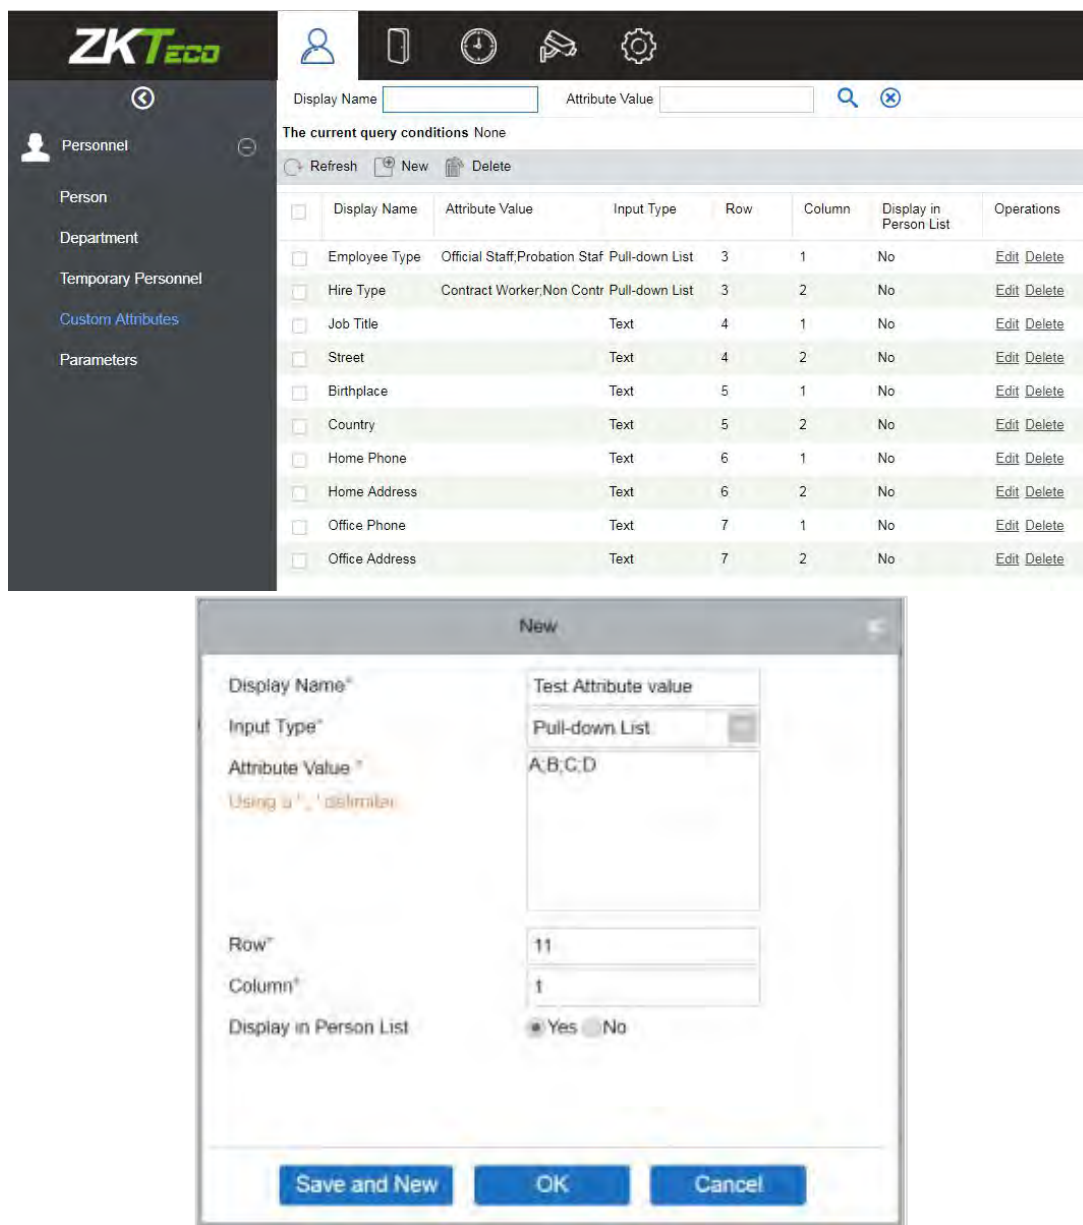 ZKTECO
Display Name Attribute Value
The current query conditions None
Personnel
Refresh New Delete
Person
Department
Temporary Personnel
Custom Attributes
Parameters
Display Name Attribute Value Input Type Row Column Display in Person List Operations
Employee Type Official Staff;Probation Staf Pull-down List 3 1 No Edit Delete
Hire Type Contract Worker;Non Contr Pull-down List 3 2 No Edit Delete
Job Title Text 4 1 No Edit Delete
Street Text 4 2 No Edit Delete
Birthplace Text 5 1 No Edit Delete
Country Text 5 2 No Edit Delete
Home Phone Text 6 1 No Edit Delete
Home Address Text 6 2 No Edit Delete
Office Phone Text 7 1 No Edit Delete
Office Address Text 7 2 No Edit Delete
New
Display Name* Test Attribute value
Input Type* Pull-down List
Attribute Value * A;B;C;D
Using a ' ' delimiter
Row* 11
Column* 1
Display in Person List Yes No
Save and New OK Cancel